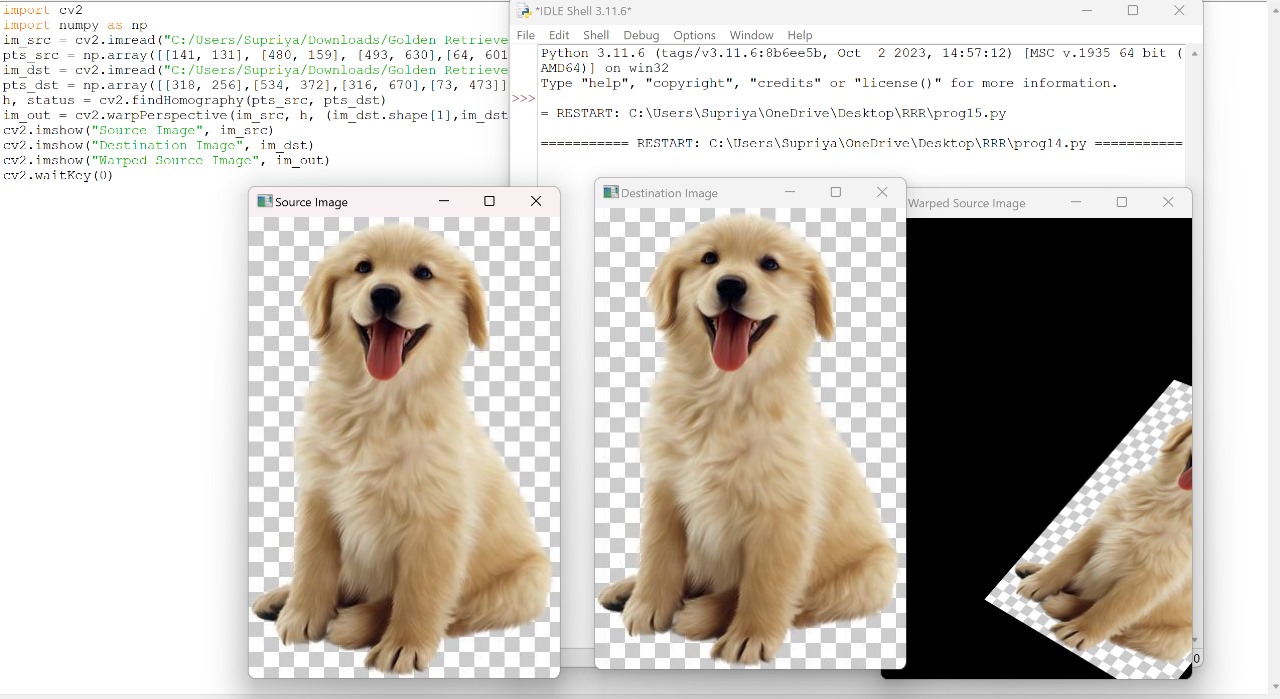 import cv2
import numpy as np
im_src = cv2.imread("C:/Users/Supriya/Downloads/Golden Retrieve
pts_src = np.array([[141, 131], [480, 159], [493, 630],[64, 601
im_dst = cv2.imread("C:/Users/Supriya/Downloads/Golden Retrieve
pts_dst = np.array([[318, 256],[534, 372],[316, 670],[73, 473]]
h, status = cv2.findHomography(pts_src, pts_dst)
im_out = cv2.warpPerspective(im_src, h, (im_dst.shape[1],im_dst
cv2.imshow("Source Image", im_src)
cv2.imshow("Destination Image", im_dst)
cv2.imshow("Warped Source Image", im_out)
cv2.waitKey(0)
*IDLE Shell 3.11.6*
File Edit Shell Debug Options Window Help
Python 3.11.6 (tags/v3.11.6:8b6ee5b, Oct  2 2023, 14:57:12) [MSC v.1935 64 bit (
AMD64)] on win32
Type "help", "copyright", "credits" or "license()" for more information.
>>>
= RESTART: C:\Users\Supriya\OneDrive\Desktop\RRR\prog15.py
=========== RESTART: C:\Users\Supriya\OneDrive\Desktop\RRR\prog14.py ===========
Source Image
Destination Image
Warped Source Image
0